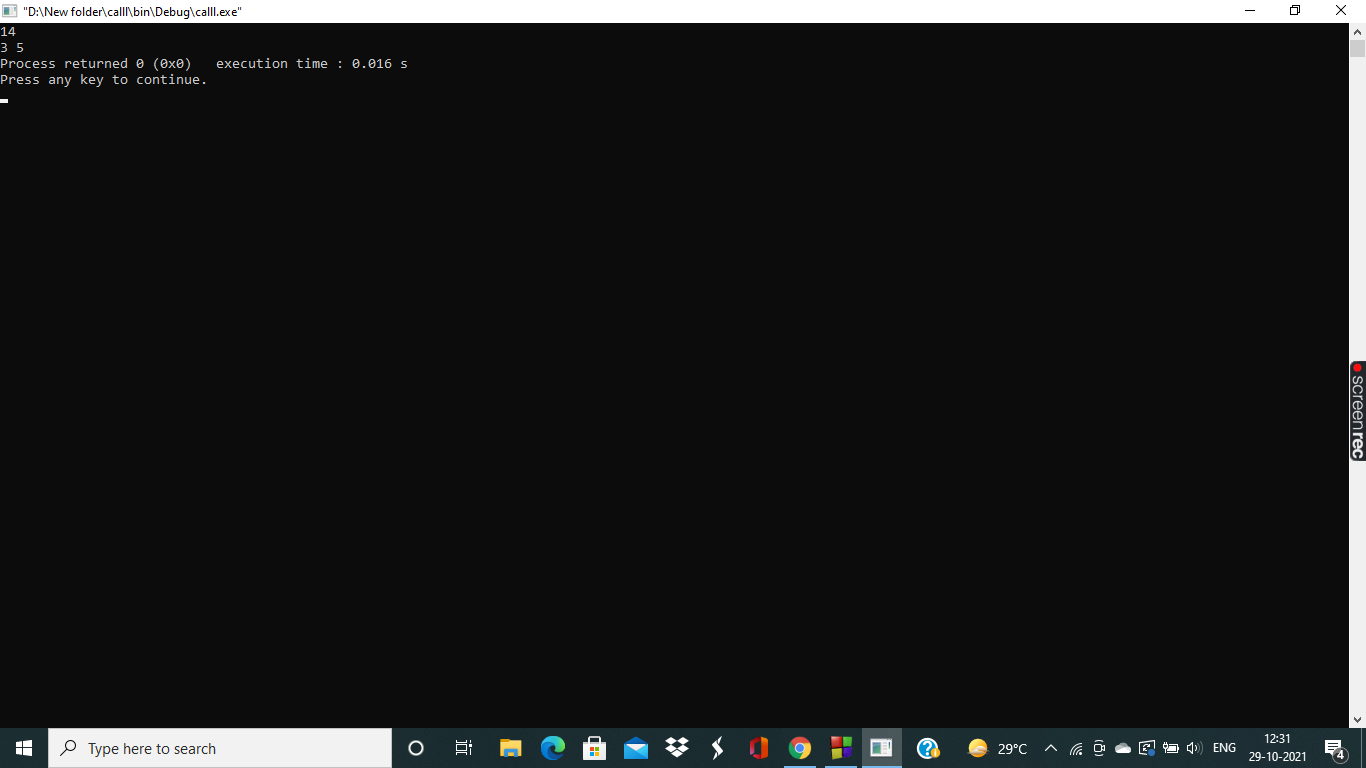 "D:\New folder\calll\bin\Debug\calll.exe"
14
3 5
Process returned 0 (0x0)   execution time : 0.016 s
Press any key to continue.
screenrec
Type here to search
29°C
ENG
12:31
29-10-2021
4